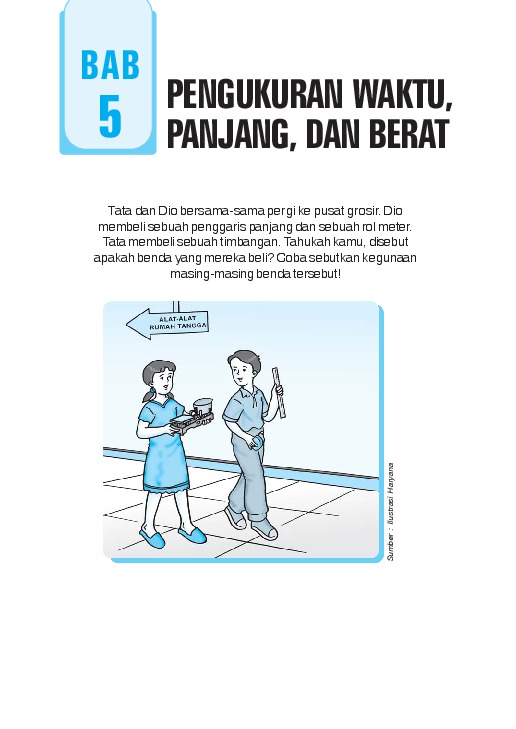 BAB
5
PENGUKURAN WAKTU,
PANJANG, DAN BERAT
Tata dan Dio bersama-sama pergi ke pusat grosir. Dio
membeli sebuah penggaris panjang dan sebuah rol meter.
Tata membeli sebuah timbangan. Tahukah kamu, disebut
apakah benda yang mereka beli? Coba sebutkan kegunaan
masing-masing benda tersebut!
ALAT-ALAT
RUMAH TANGGA
Sumber : Ilustrasi Haryana